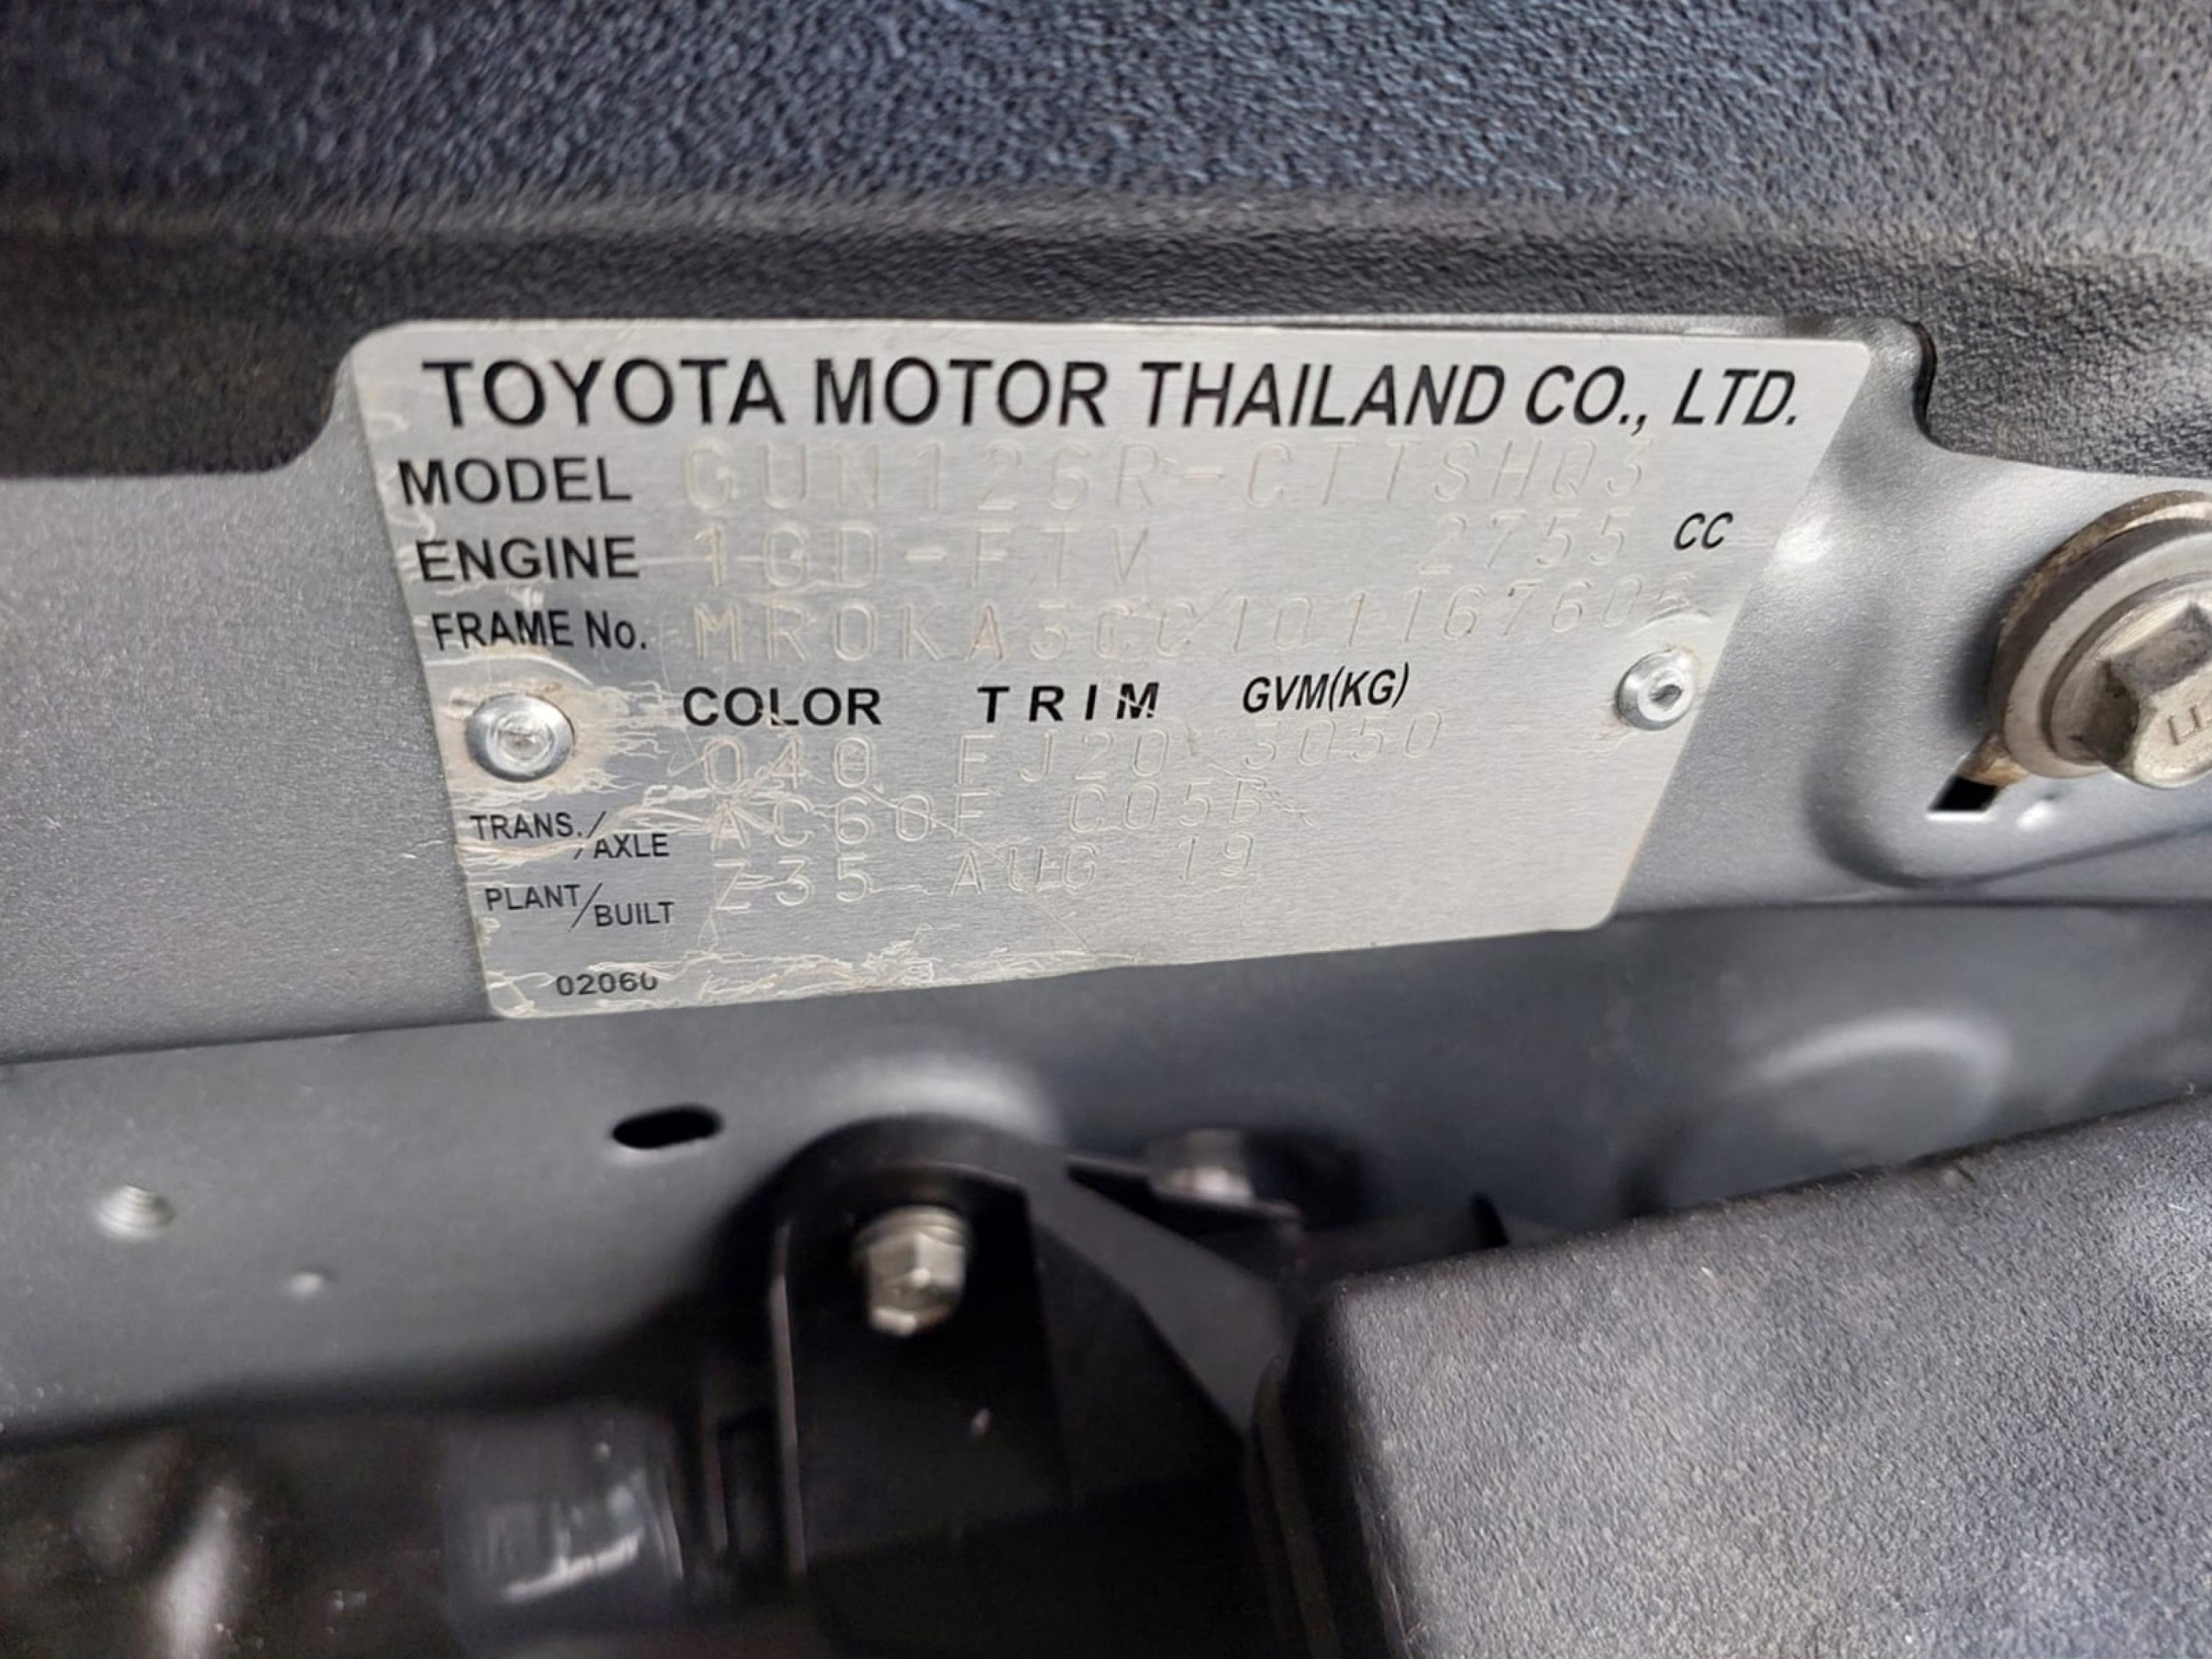 TOYOTA MOTOR THAILAND CO., LTD.
MODEL GUN126R-CTTSHQ3
ENGINE 1GD-FTV 2755 CC
FRAME No.
COLOR TRIM GVM(KG)
040 FJ20 3050
TRANS./AXLE AC60F C05B
PLANT/BUILT Z35 AUG 19
02060